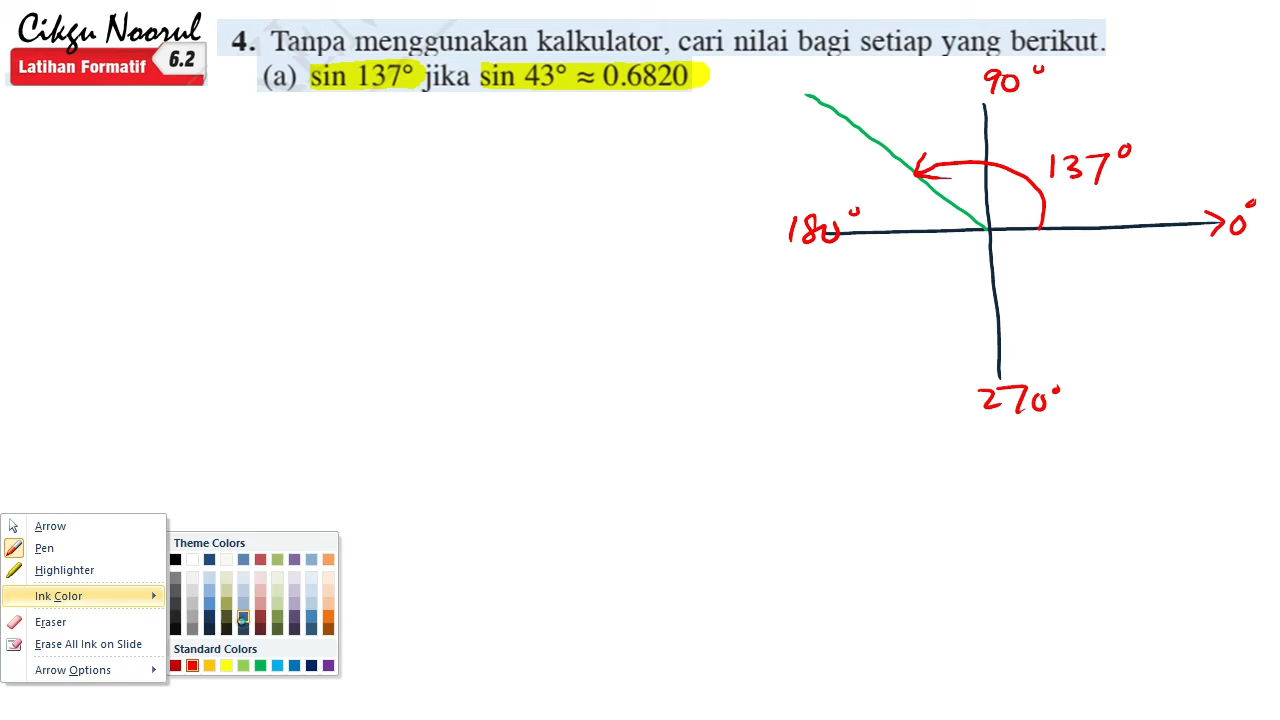 Cikgu Noorul
Latihan Formatif 6.2
4. Tanpa menggunakan kalkulator, cari nilai bagi setiap yang berikut.
(a) sin 137° jika sin 43° ≈ 0.6820
90°
137°
180°
0°
270°
Arrow
Pen
Highlighter
Ink Color
Eraser
Erase All Ink on Slide
Arrow Options
Theme Colors
Standard Colors